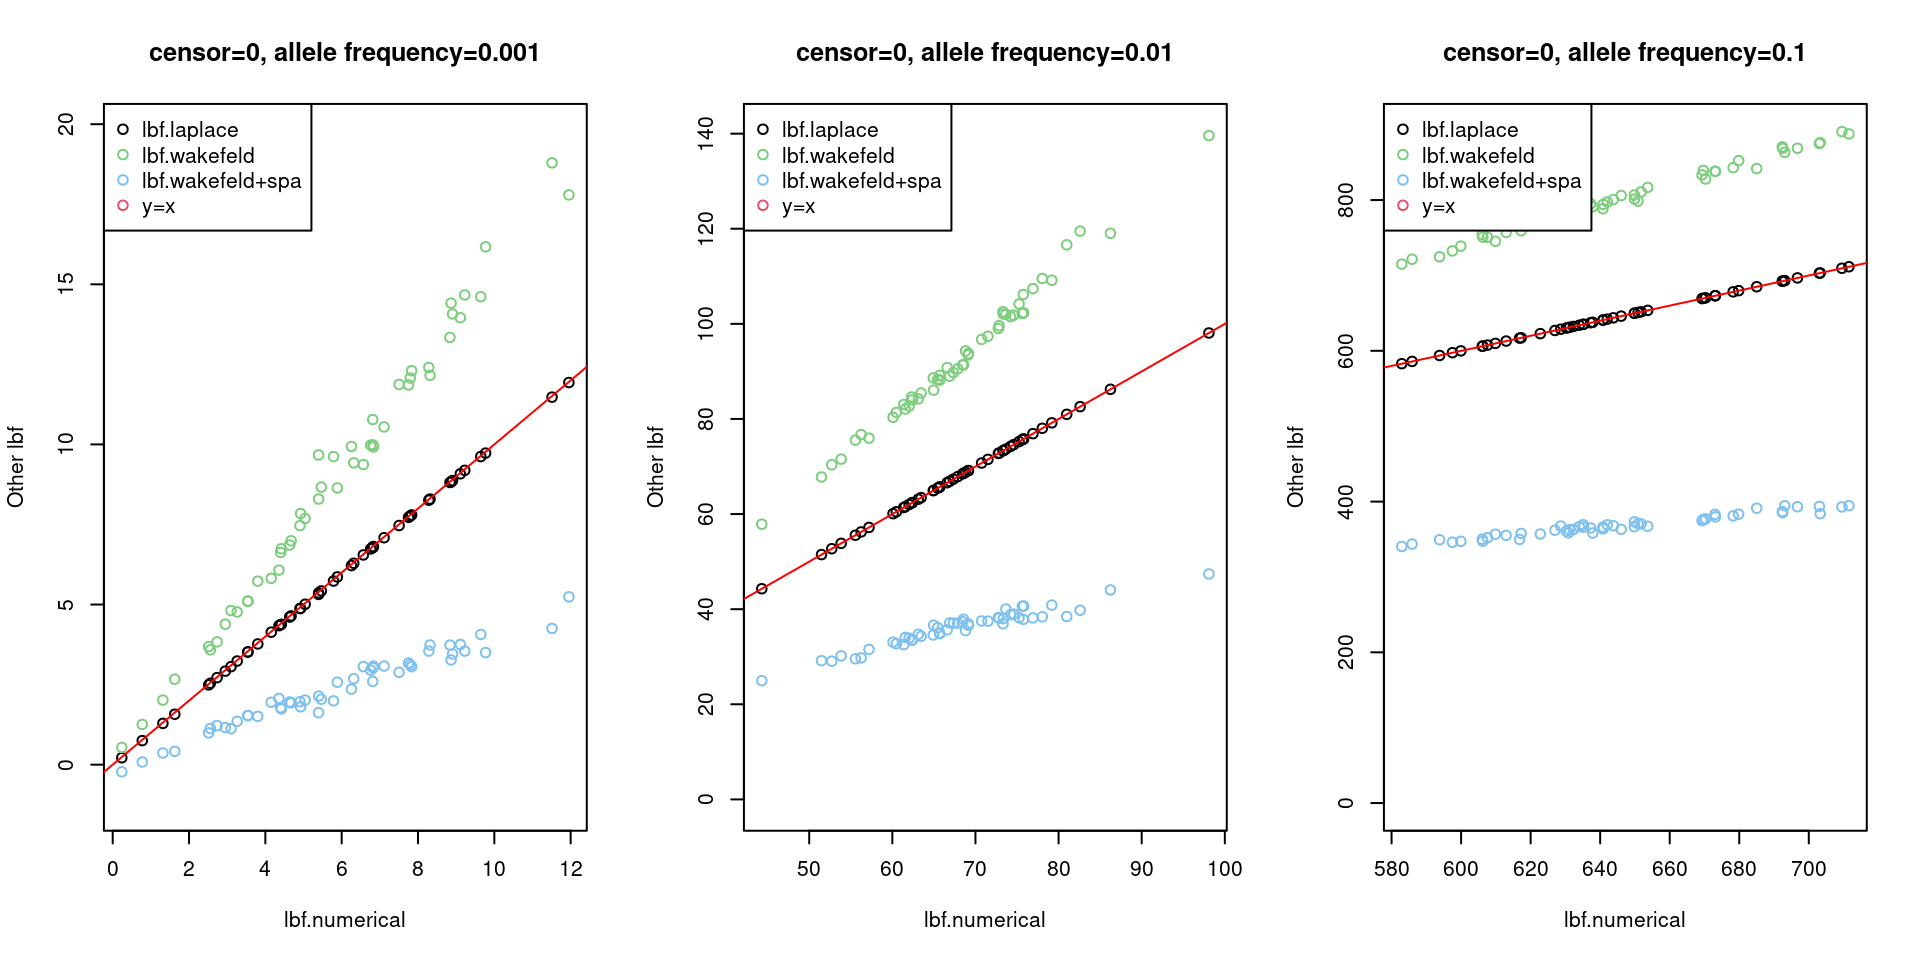 censor=0, allele frequency=0.001
20
15
10
5
0
Other lbf
lbf.laplace
lbf.wakefeld
lbf.wakefeld+spa
y=x
0 2 4 6 8 10 12
lbf.numerical
censor=0, allele frequency=0.01
140
120
100
80
60
40
20
0
Other lbf
lbf.laplace
lbf.wakefeld
lbf.wakefeld+spa
y=x
50 60 70 80 90 100
lbf.numerical
censor=0, allele frequency=0.1
800
600
400
200
0
Other lbf
lbf.laplace
lbf.wakefeld
lbf.wakefeld+spa
y=x
580 600 620 640 660 680 700
lbf.numerical